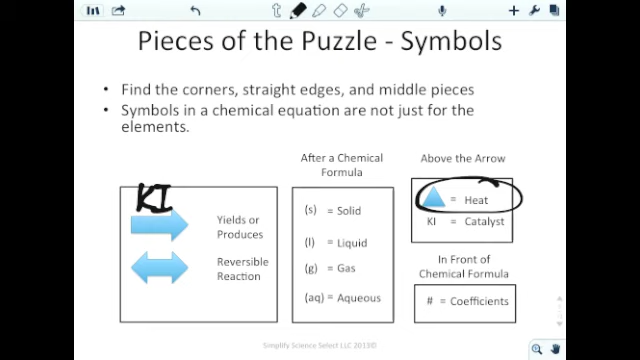 Pieces of the Puzzle - Symbols
• Find the corners, straight edges, and middle pieces
• Symbols in a chemical equation are not just for the
elements.
KI
Yields or
Produces
Reversible
Reaction
After a Chemical
Formula
(s) = Solid
(l) = Liquid
(g) = Gas
(aq) = Aqueous
Above the Arrow
= Heat
KI = Catalyst
In Front of
Chemical Formula
# = Coefficients
Simplify Science Select LLC 2013©